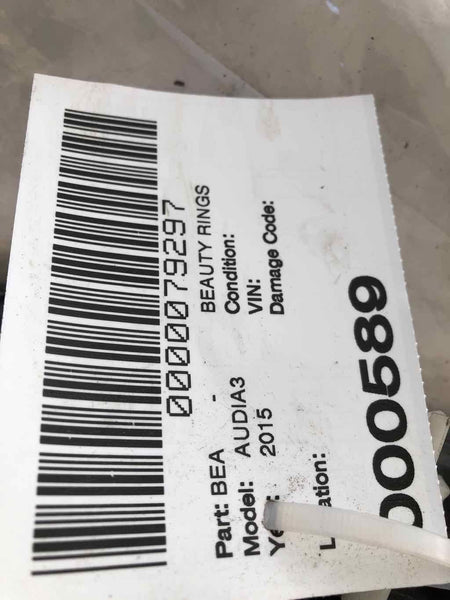 0000079297
Part: BEA - BEAUTY RINGS
Model: AUDIA3 Condition:
2015 VIN:
Damage Code:
000589